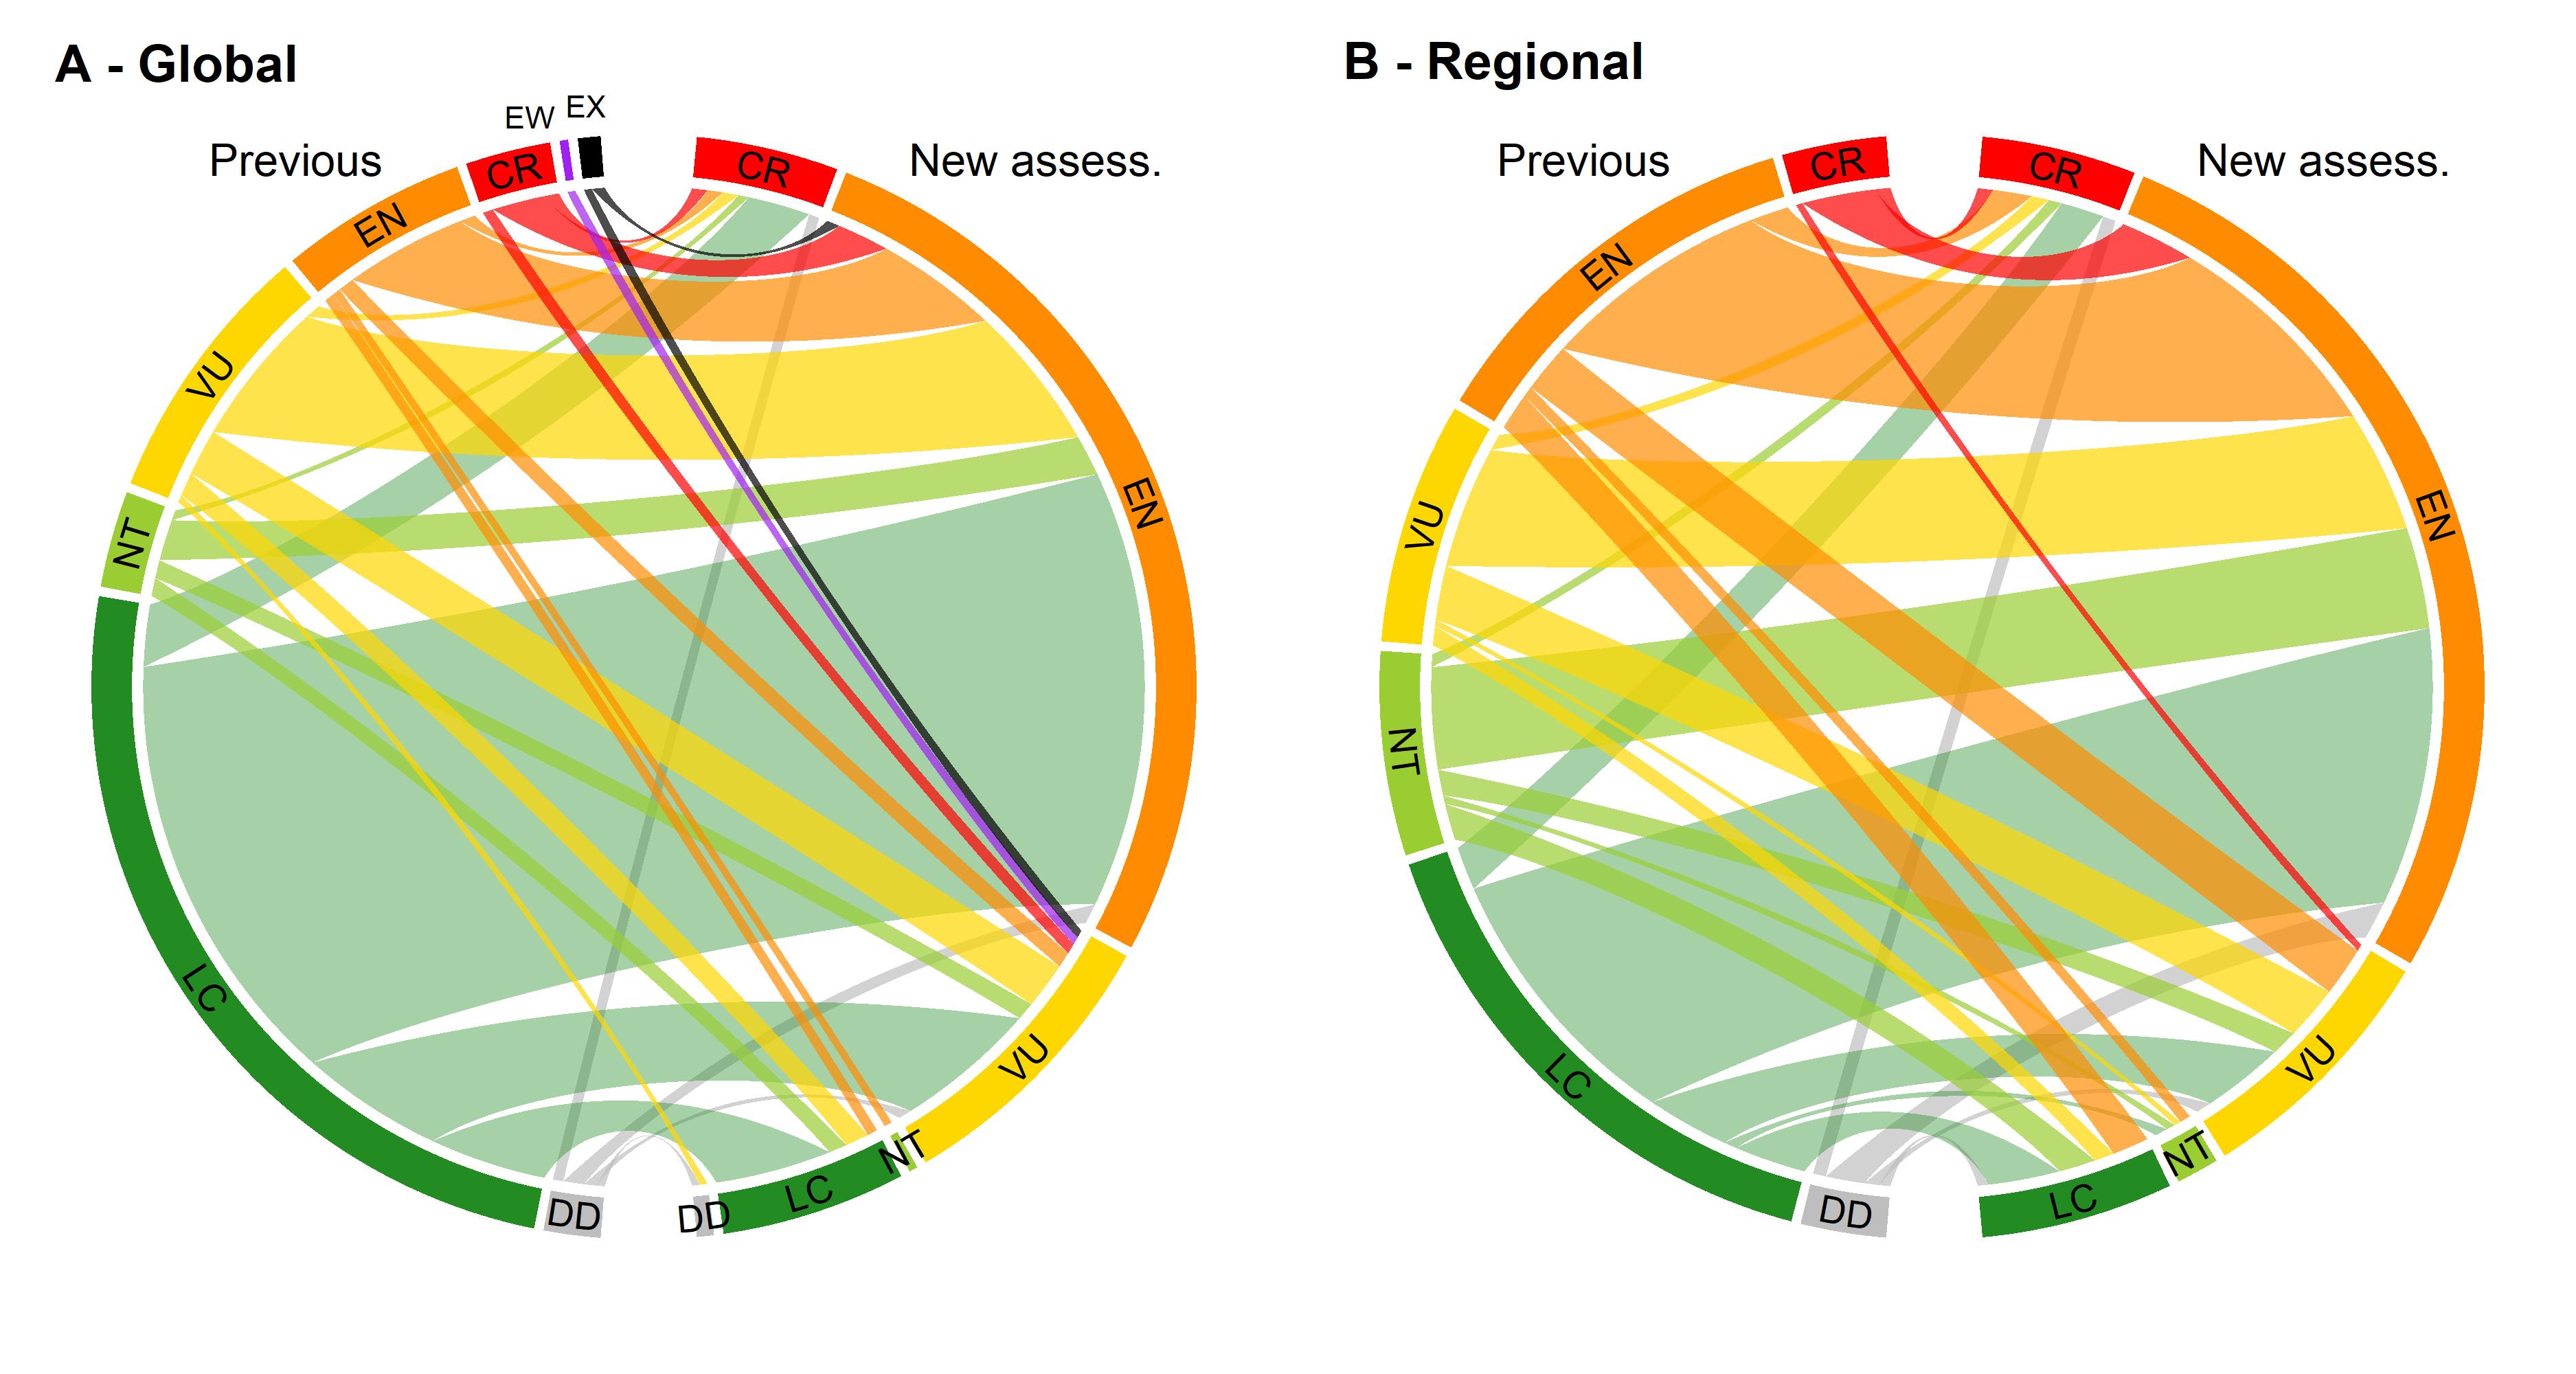 A - Global
B - Regional
EW
EX
Previous
CR
CR
New assess.
EN
VU
NT
LC
DD
DD
LC
NT
VU
EN
Previous
CR
CR
New assess.
EN
VU
NT
LC
DD
LC
NT
VU
EN